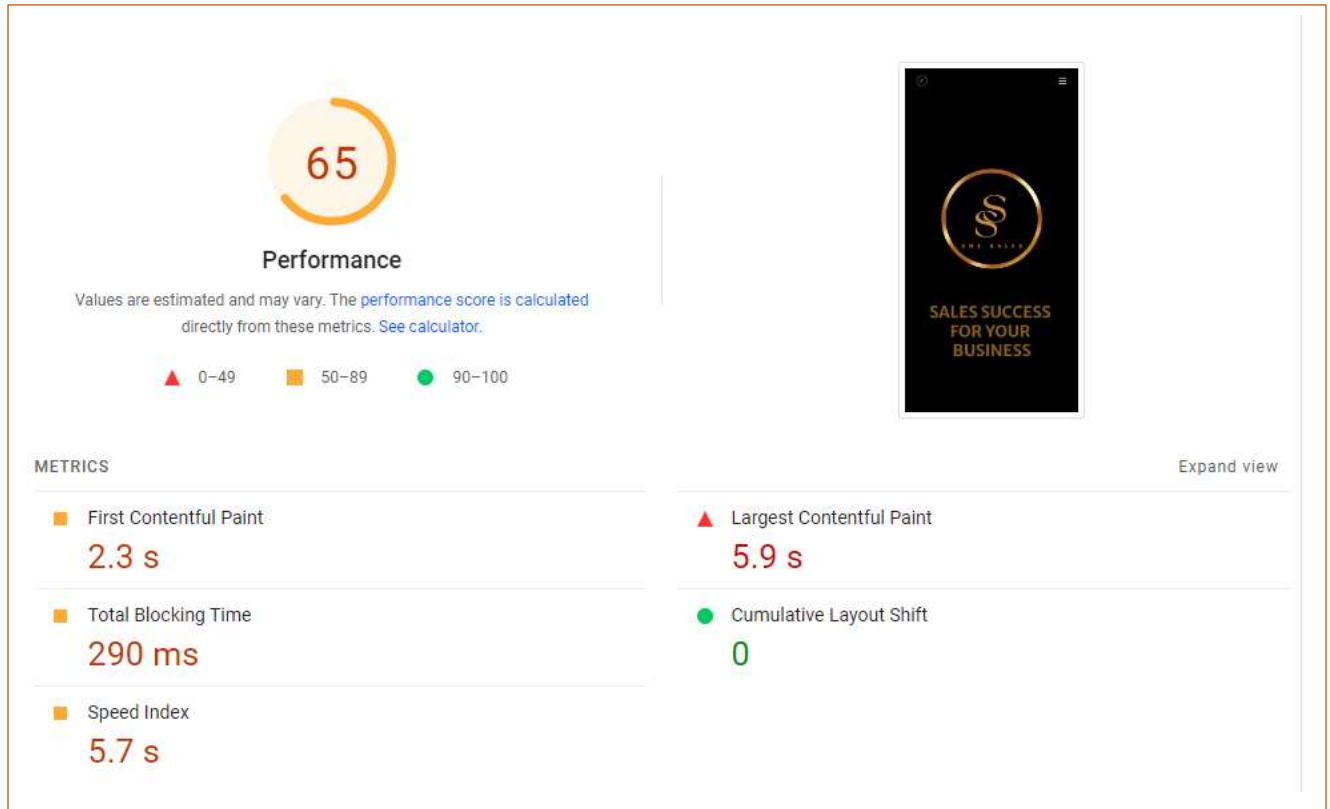 65
Performance
Values are estimated and may vary. The performance score is calculated
directly from these metrics. See calculator.
0–49
50–89
90–100
SS
SALES SUCCESS
FOR YOUR
BUSINESS
METRICS
Expand view
First Contentful Paint
2.3 s
Largest Contentful Paint
5.9 s
Total Blocking Time
290 ms
Cumulative Layout Shift
0
Speed Index
5.7 s